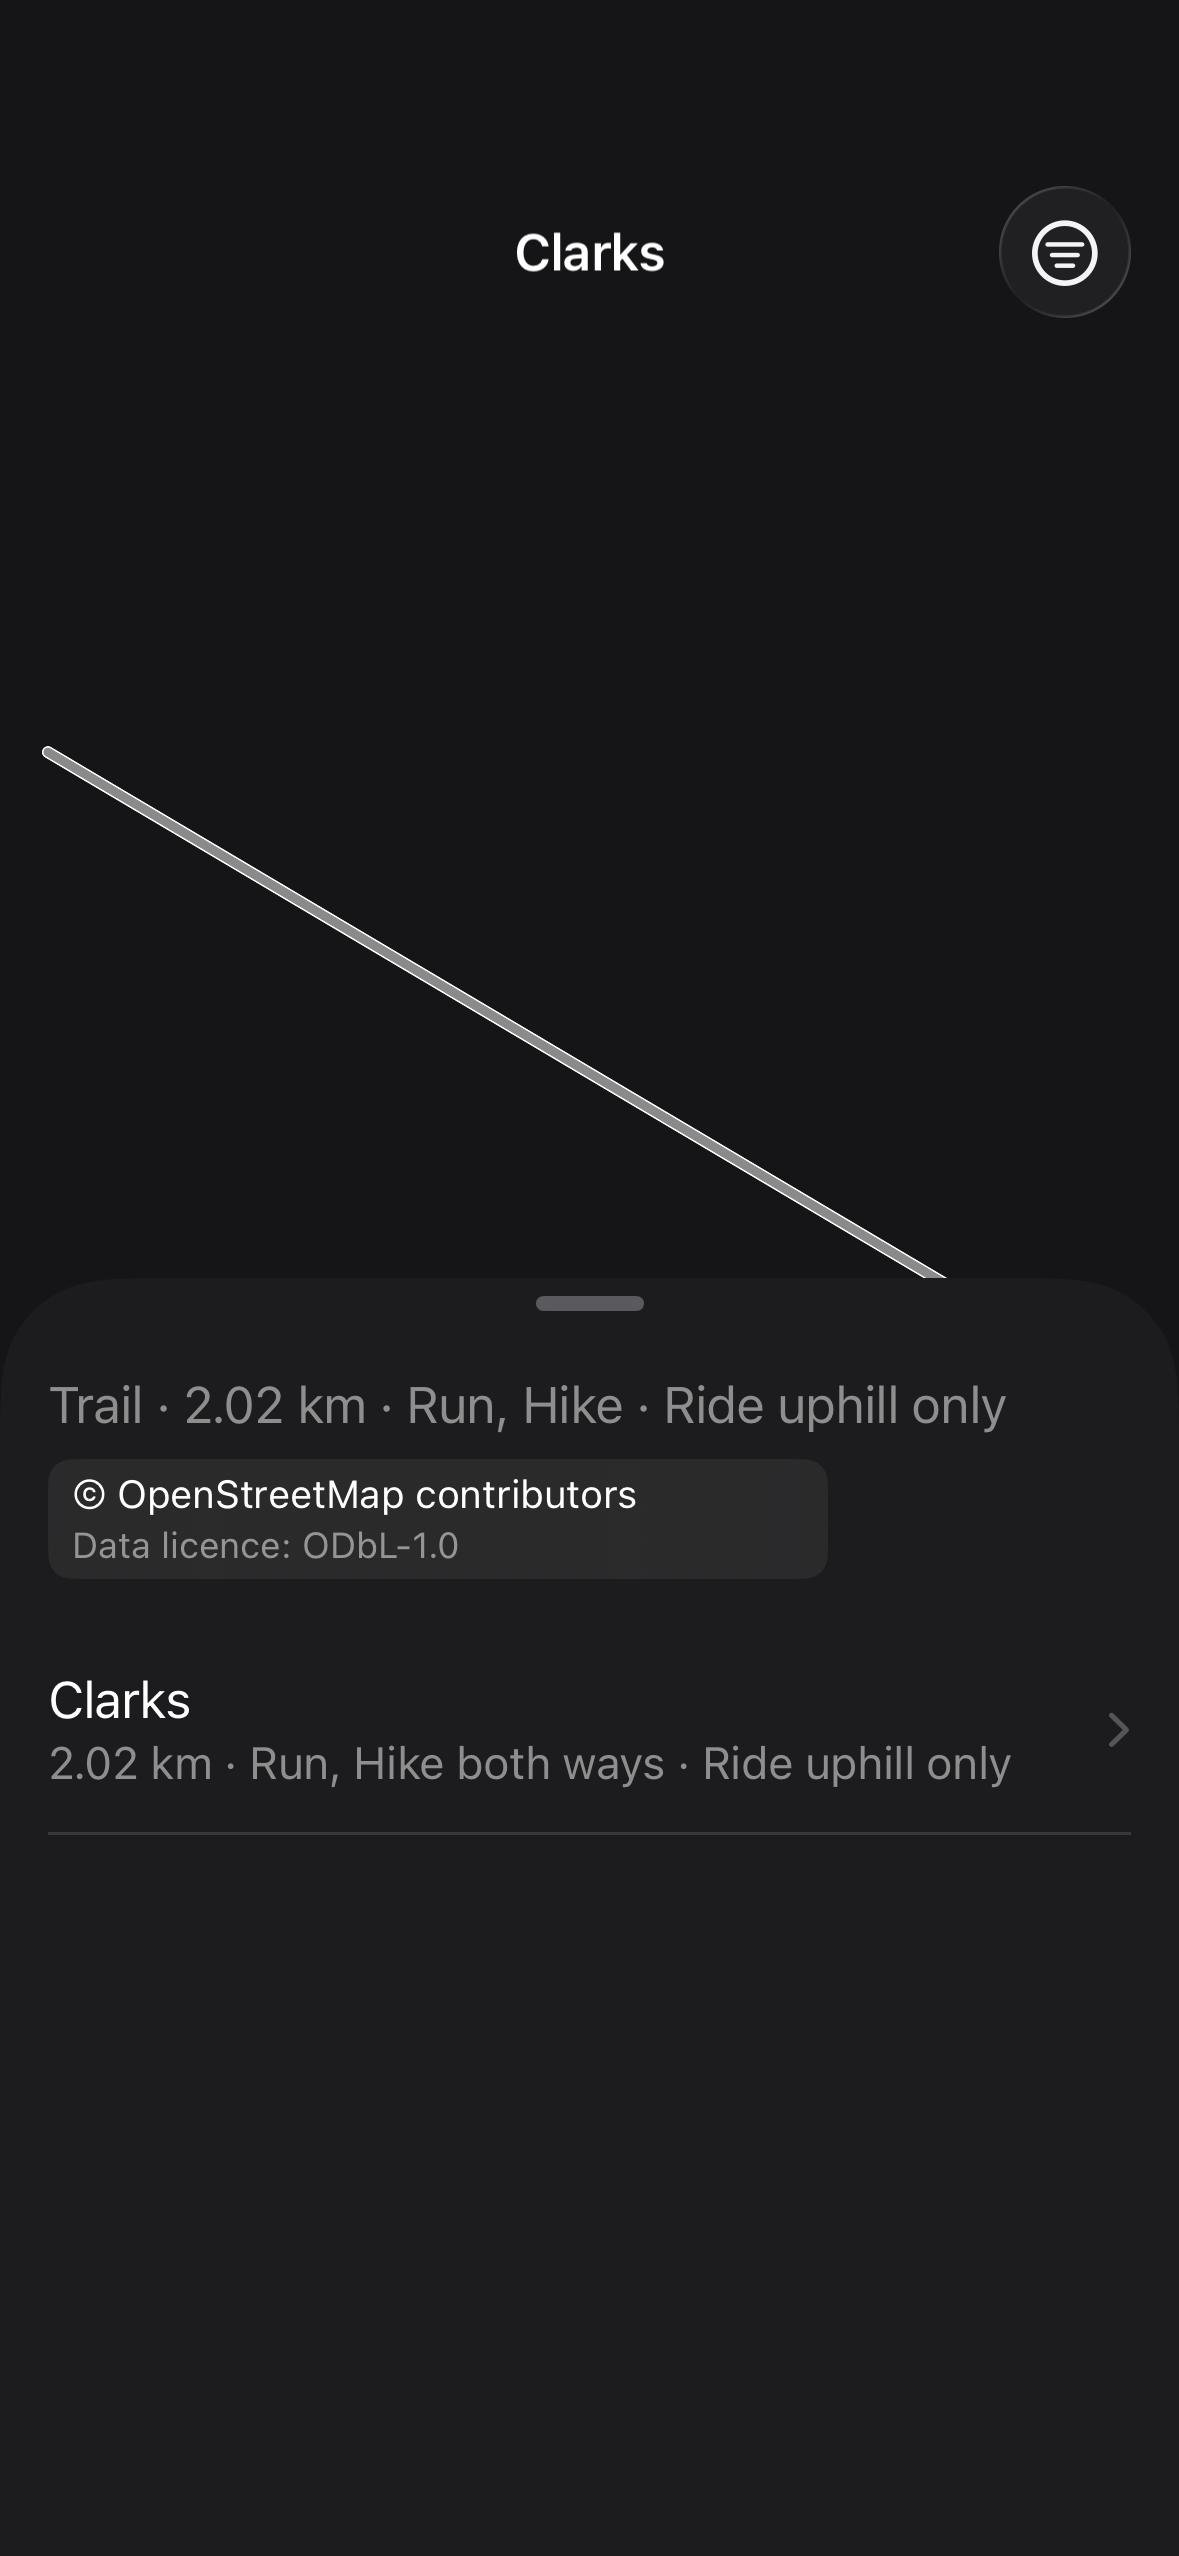 Clarks
Trail · 2.02 km · Run, Hike · Ride uphill only
© OpenStreetMap contributors
Data licence: ODbL-1.0
Clarks
2.02 km · Run, Hike both ways · Ride uphill only